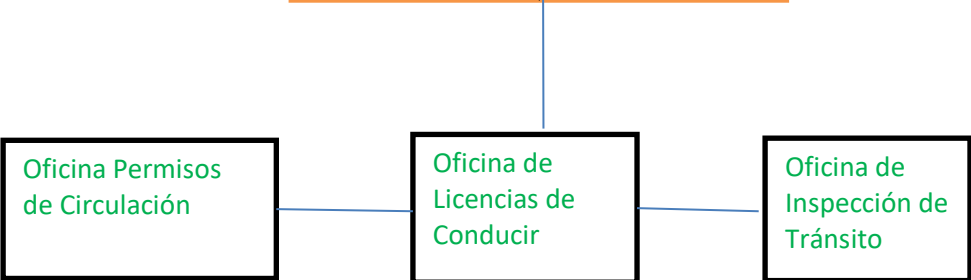 Oficina Permisos
de Circulación
Oficina de
Licencias de
Conducir
Oficina de
Inspección de
Tránsito